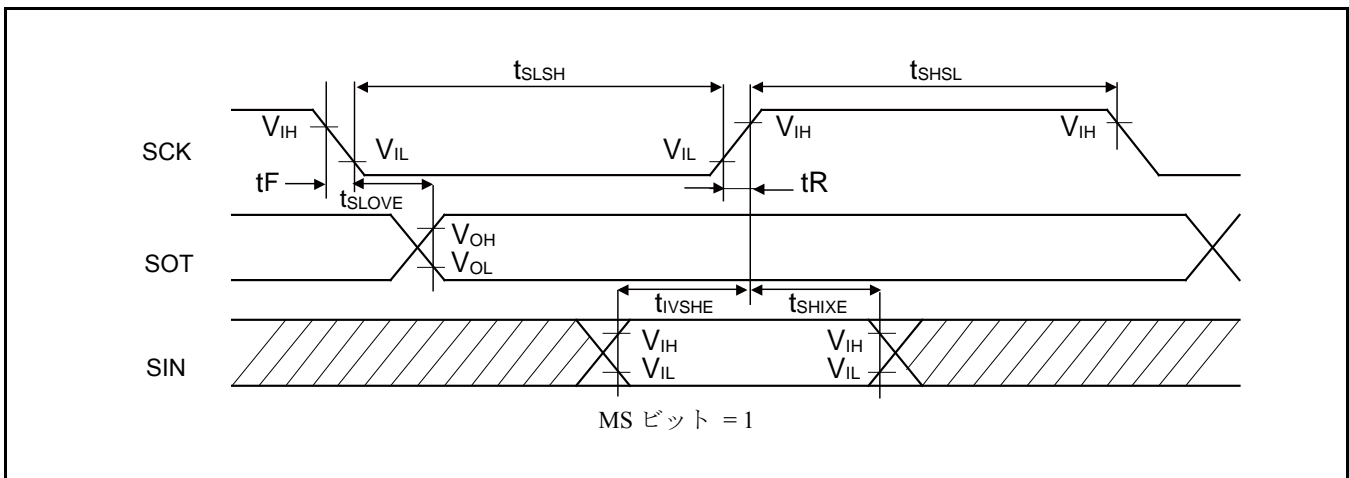 tSLSH tSHSL
SCK VIH VIL VIL VIH VIH
tF tSLOVE tR
SOT VOH VOL
tIVSHE tSHIXE
SIN VIH VIL VIH VIL
MS ビット = 1